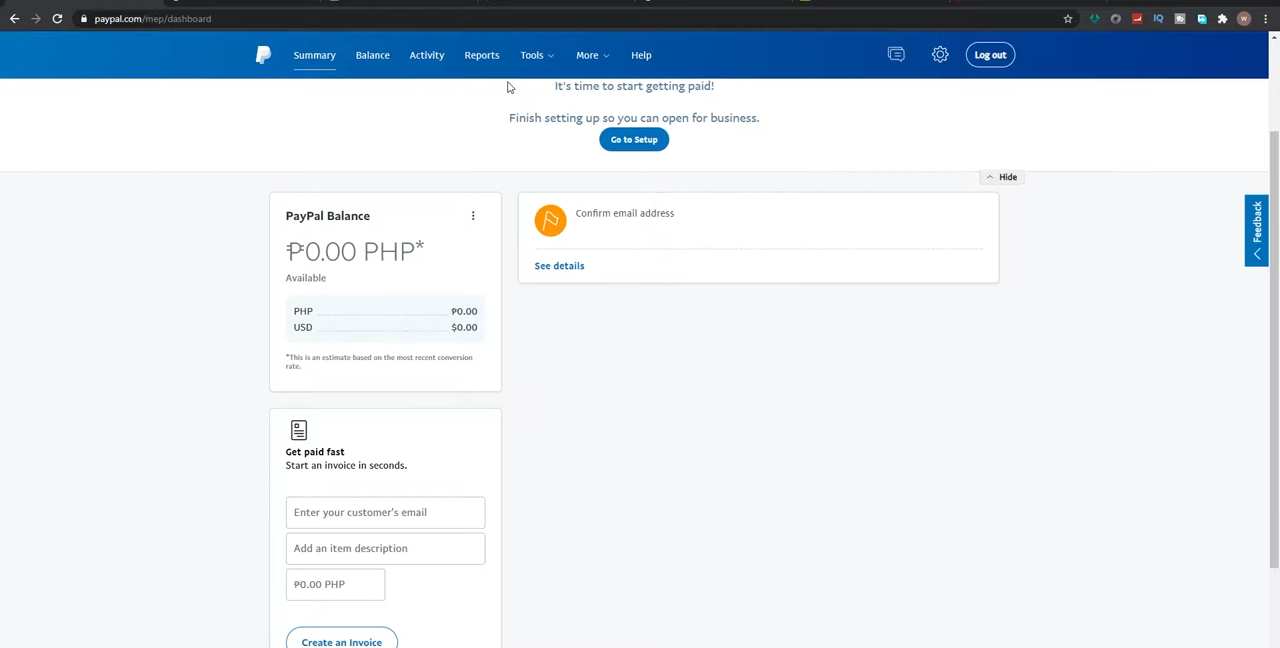 paypal.com/mep/dashboard
IQ
W
Summary Balance Activity Reports Tools More Help Log out
It's time to start getting paid!
Finish setting up so you can open for business.
Go to Setup
Hide
PayPal Balance
₱0.00 PHP*
Available
PHP ₱0.00
USD $0.00
*This is an estimate based on the most recent conversion
rate.
Confirm email address
See details
Feedback
Get paid fast
Start an invoice in seconds.
Enter your customer's email
Add an item description
₱0.00 PHP
Create an Invoice